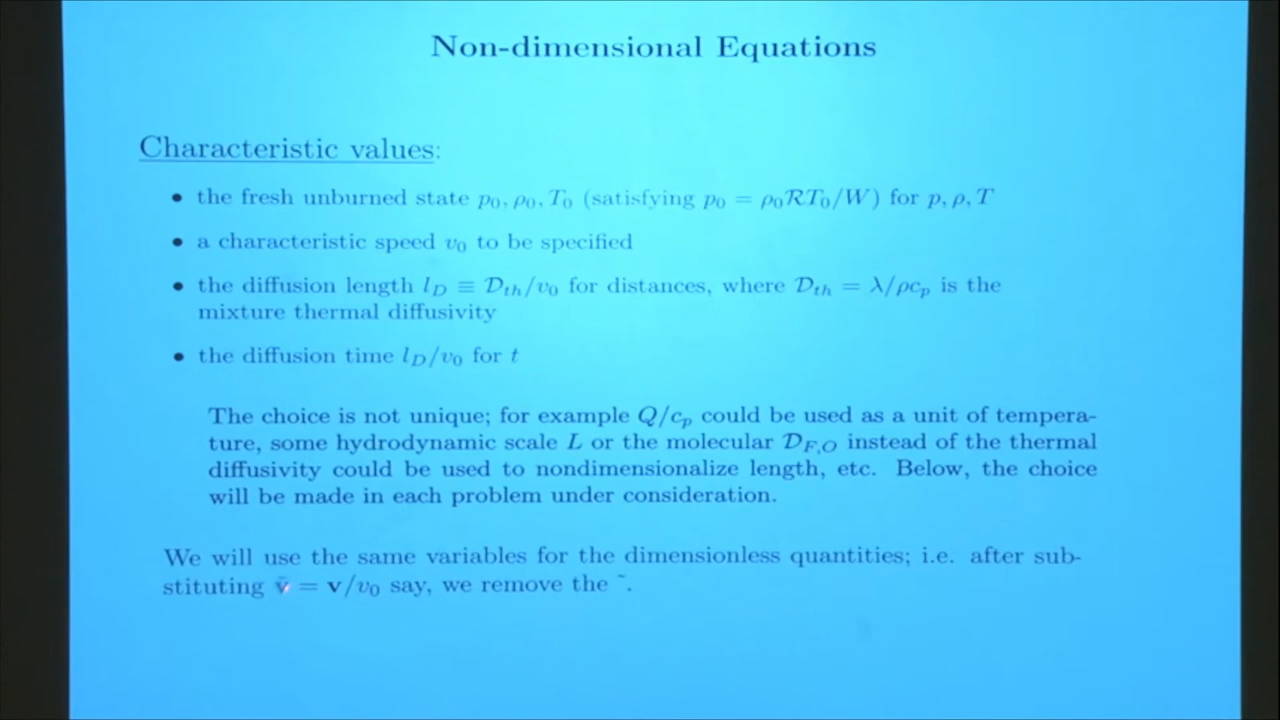 Non-dimensional Equations
Characteristic values:
• the fresh unburned state p₀, ρ₀, T₀ (satisfying p₀ = ρ₀ℛT₀/W) for p, ρ, T
• a characteristic speed v₀ to be specified
• the diffusion length l_D ≡ 𝒟_th/v₀ for distances, where 𝒟_th = λ/ρc_p is the
mixture thermal diffusivity
• the diffusion time l_D/v₀ for t
The choice is not unique; for example Q/c_p could be used as a unit of tempera-
ture, some hydrodynamic scale L or the molecular 𝒟_F,O instead of the thermal
diffusivity could be used to nondimensionalize length, etc. Below, the choice
will be made in each problem under consideration.
We will use the same variables for the dimensionless quantities; i.e. after sub-
stituting ṽ = v/v₀ say, we remove the ˜.